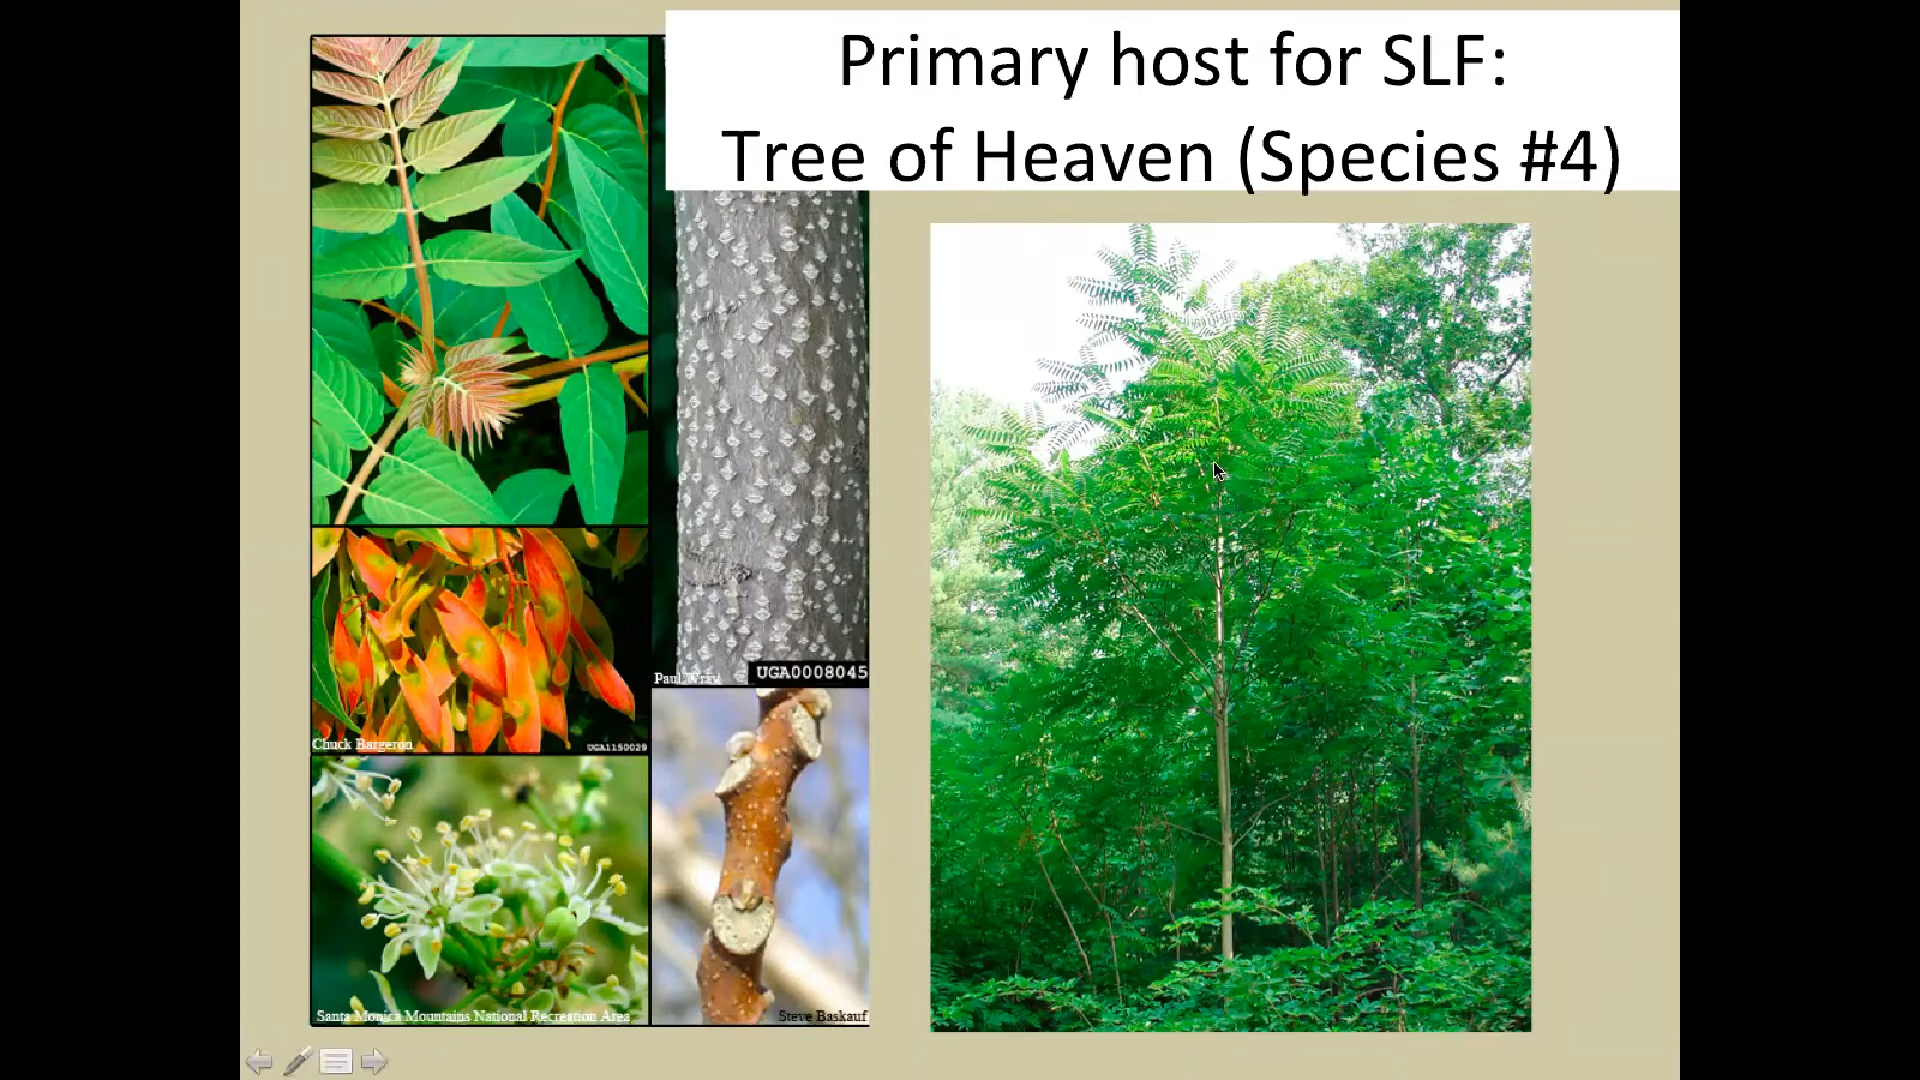 Primary host for SLF:
Tree of Heaven (Species #4)
UGA0008045
Chuck Bargeron
UGA1150029
Santa Monica Mountains National Recreation Area
Steve Baskauf